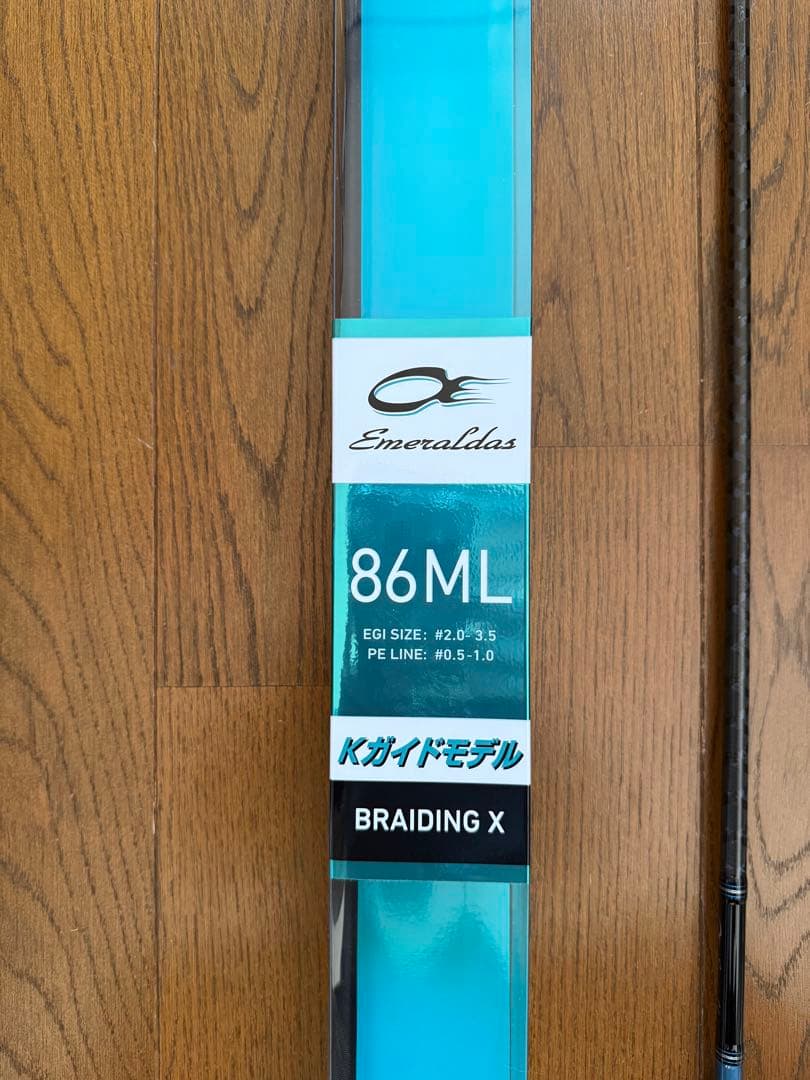 Emeraldas
86ML
EGI SIZE: #2.0-3.5
PE LINE: #0.5-1.0
Kガイドモデル
BRAIDING X